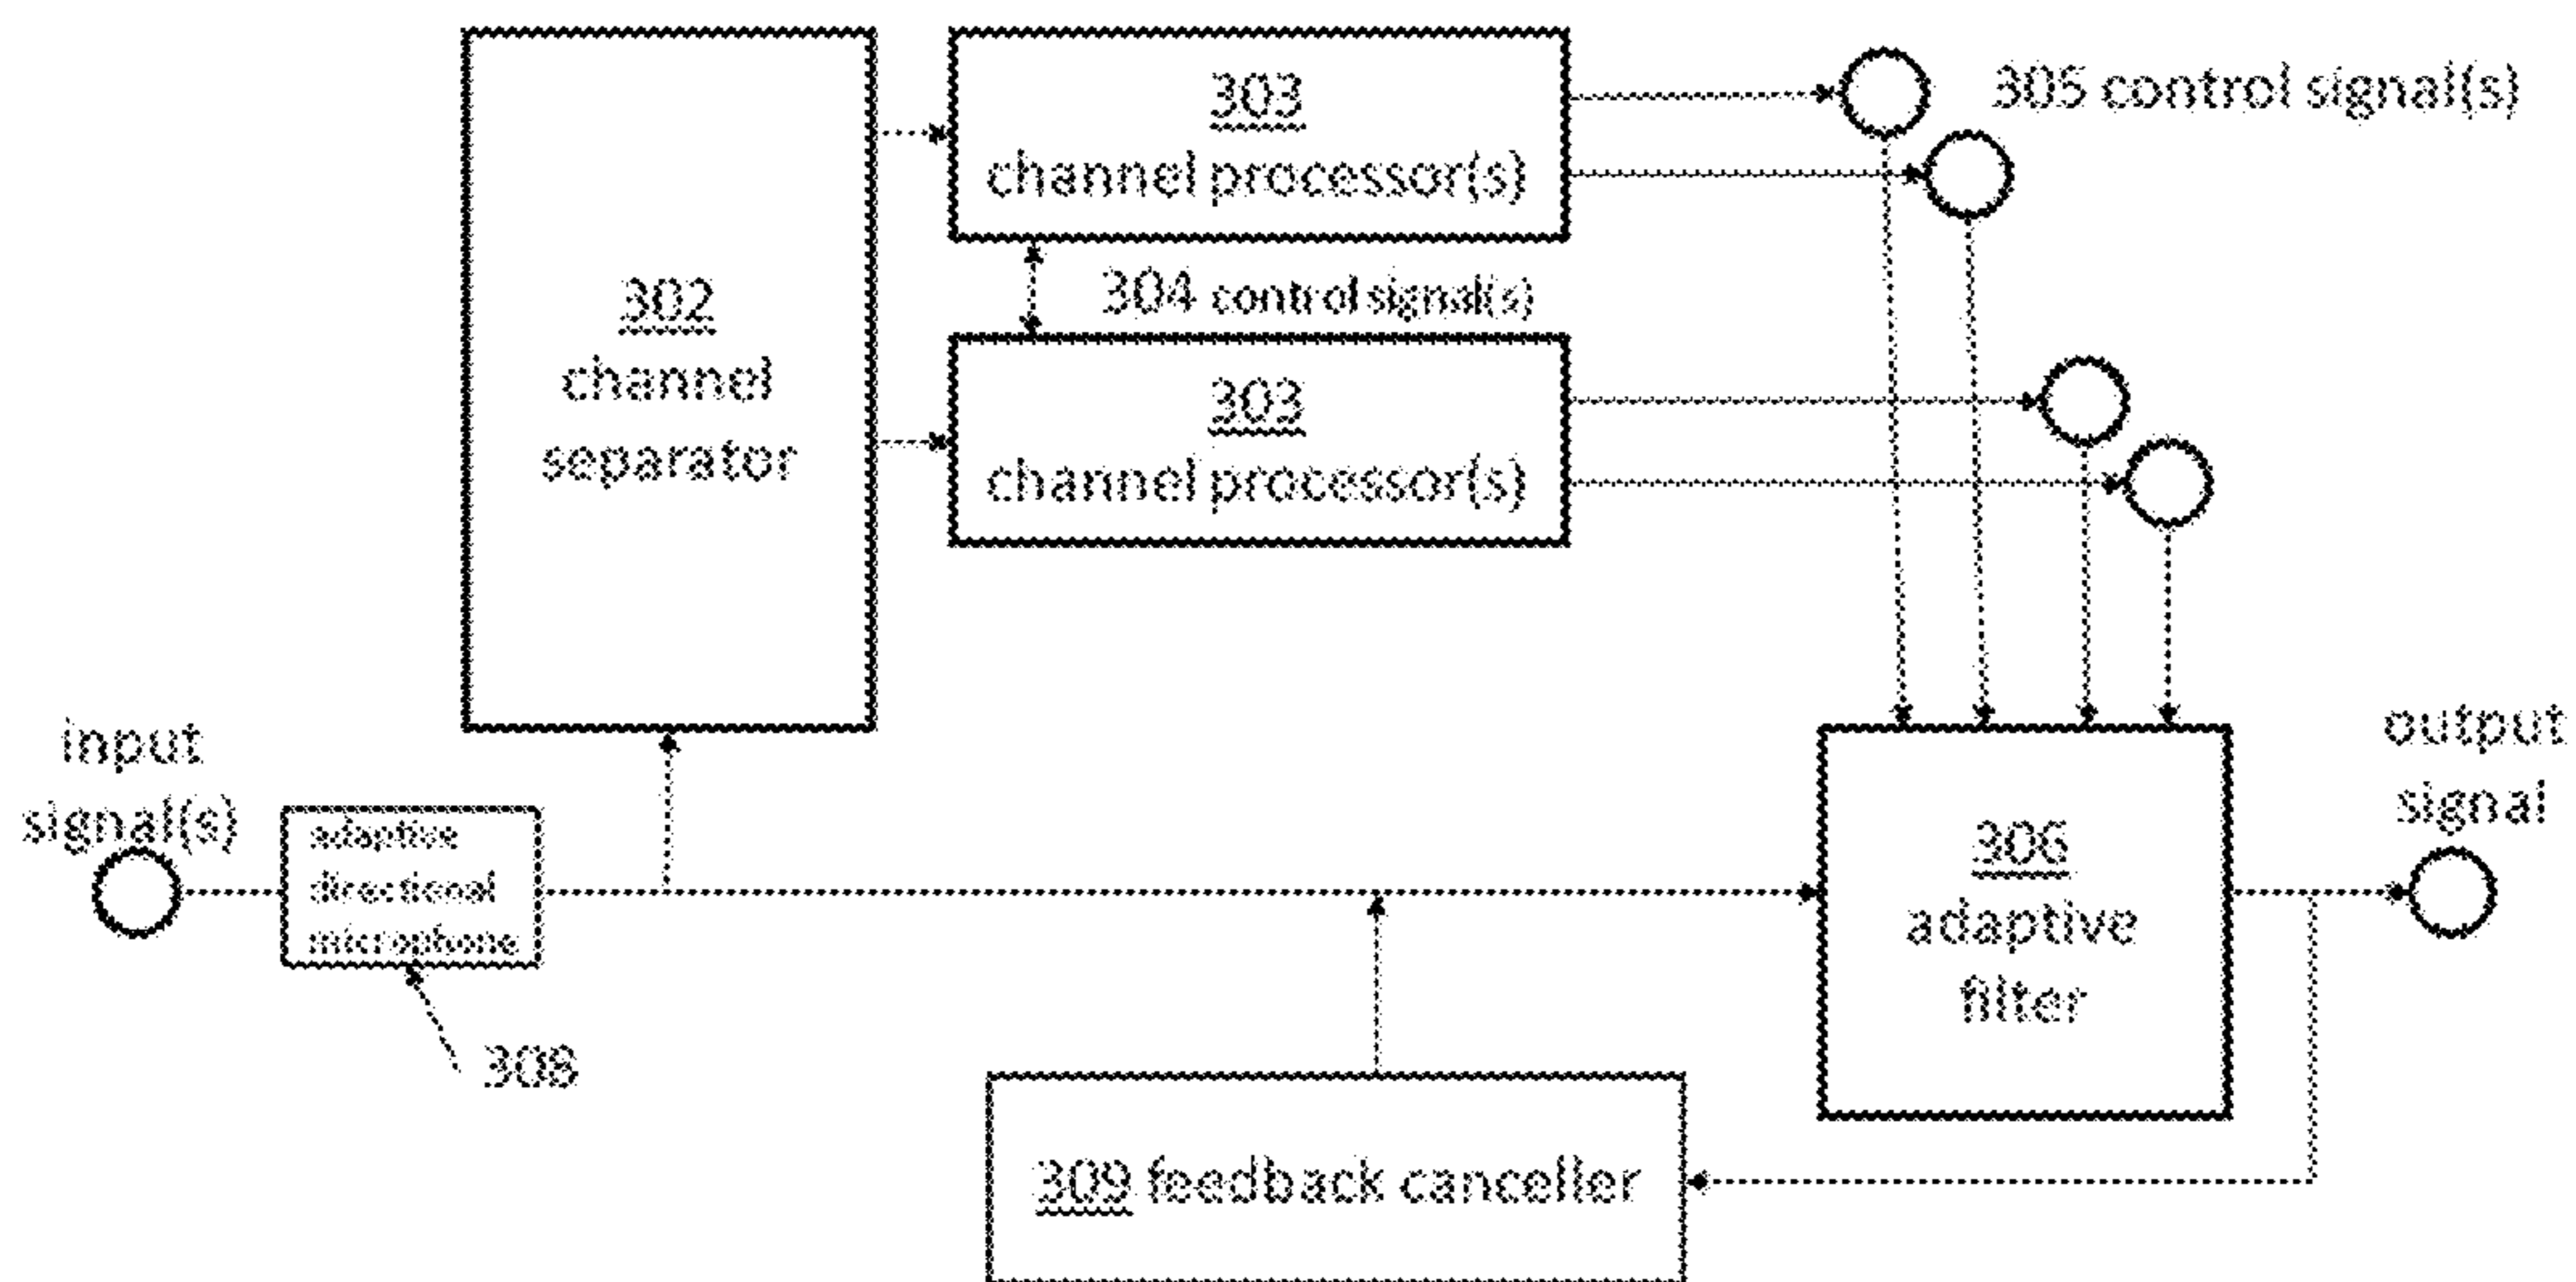 303
channel processor(s)
305 control signal(s)
304 control signal(s)
302
channel
separator
303
channel processor(s)
input
signal(s)
adaptive
directional
microphone
308
306
adaptive
filter
output
signal
309 feedback canceller